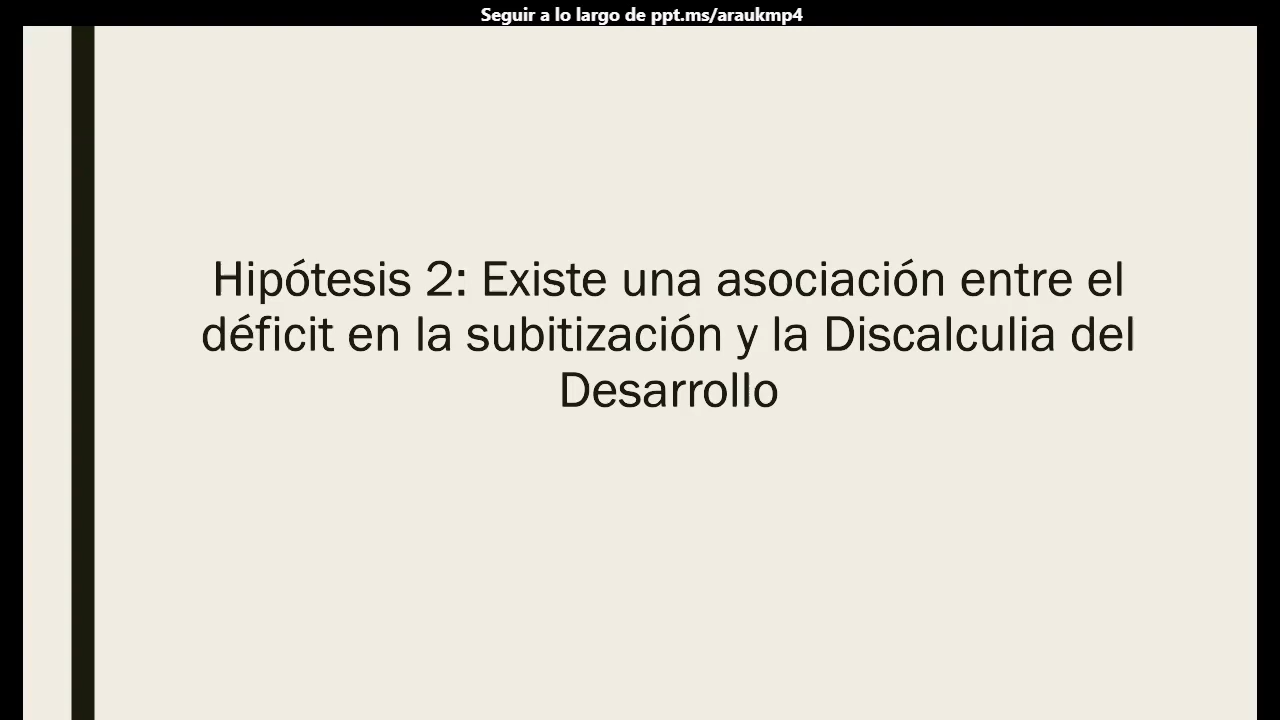 Seguir a lo largo de ppt.ms/araukmp4
Hipótesis 2: Existe una asociación entre el
déficit en la subitización y la Discalculia del
Desarrollo